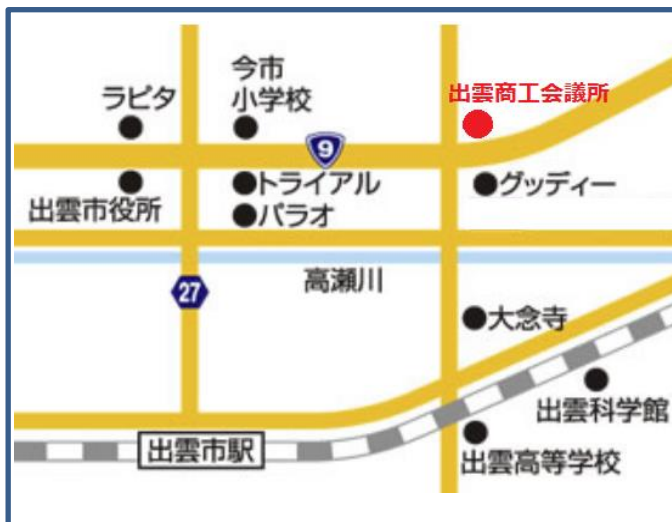 今市
小学校
ラピタ
出雲商工会議所
9
トライアル
グッディー
出雲市役所
パラオ
高瀬川
27
大念寺
出雲科学館
出雲市駅
出雲高等学校